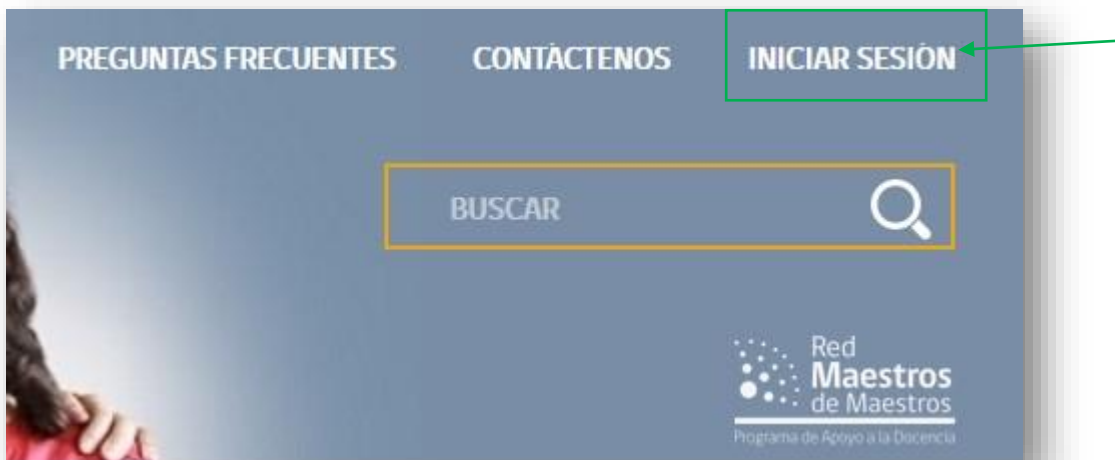 PREGUNTAS FRECUENTES CONTÁCTENOS INICIAR SESIÓN
BUSCAR
Red
Maestros
de Maestros
Programa de Apoyo a la Docencia